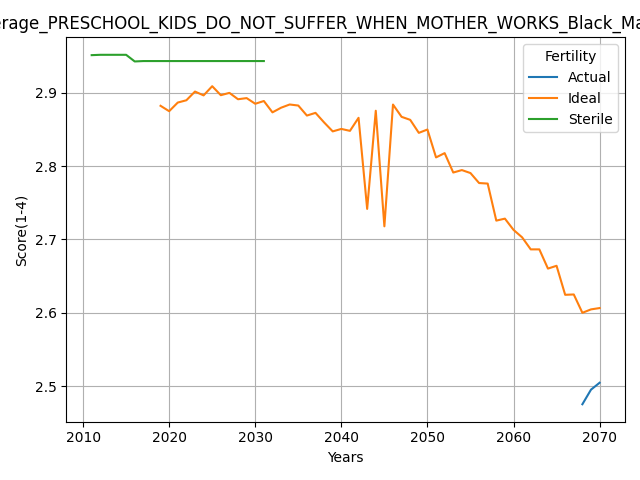 erage_PRESCHOOL_KIDS_DO_NOT_SUFFER_WHEN_MOTHER_WORKS_Black_Ma
Fertility
Actual
Ideal
Sterile
Score(1-4)
2.9
2.8
2.7
2.6
2.5
2010 2020 2030 2040 2050 2060 2070
Years